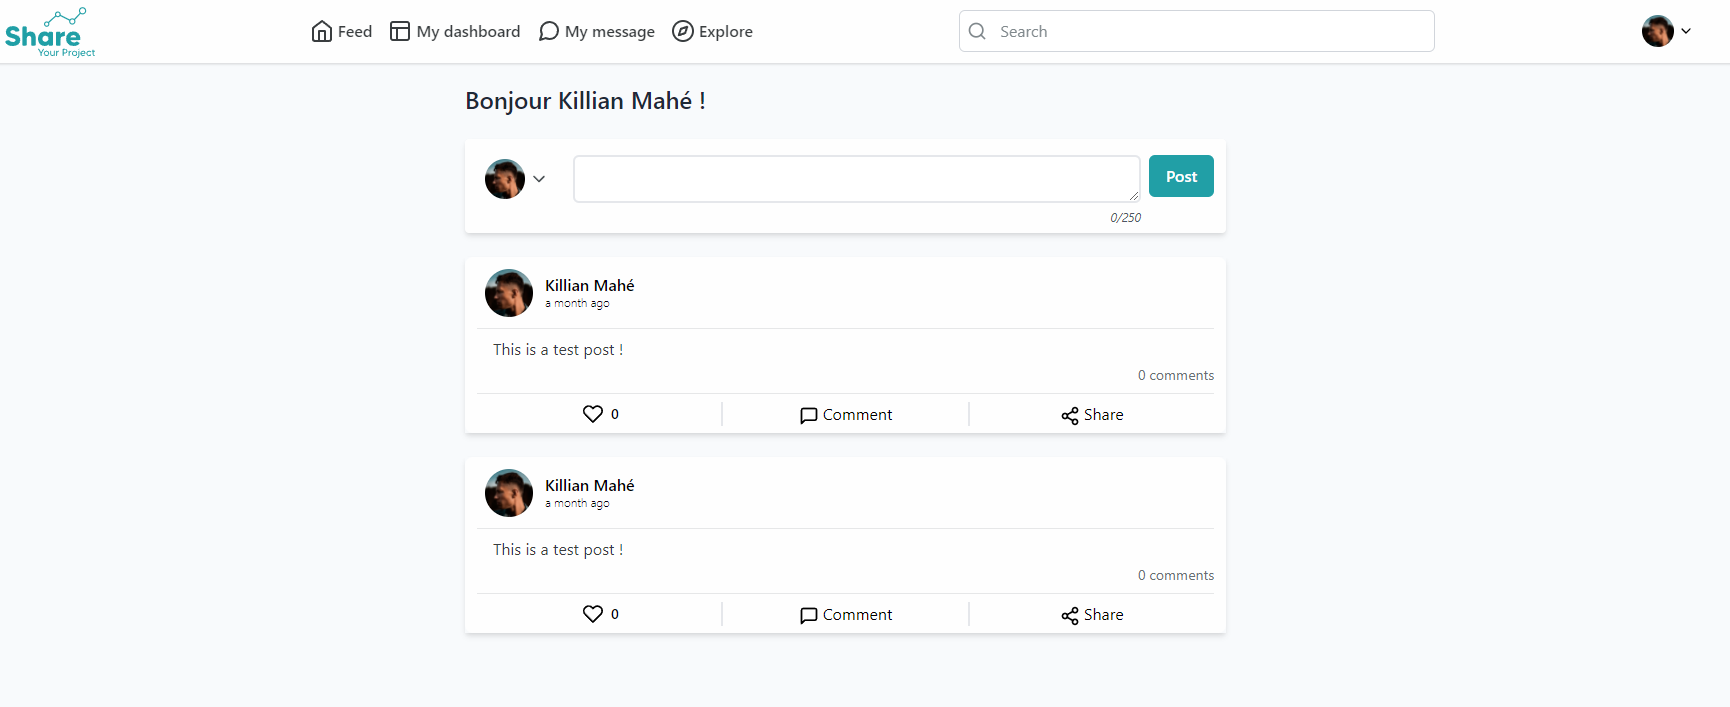 Share
Your Project
Feed
My dashboard
My message
Explore
Search
Bonjour Killian Mahé !
Post
0/250
Killian Mahé
a month ago
This is a test post !
0 comments
0
Comment
Share
Killian Mahé
a month ago
This is a test post !
0 comments
0
Comment
Share